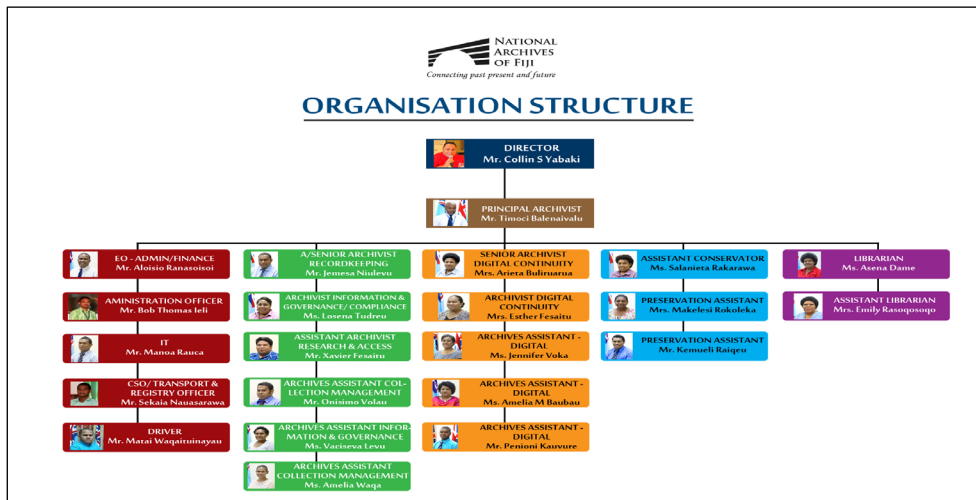 NATIONAL
ARCHIVES
OF FIJI
Connecting past present and future
ORGANISATION STRUCTURE
DIRECTOR
Mr. Collin S Yabaki
PRINCIPAL ARCHIVIST
Mr. Timoci Balenaivalu
EO - ADMIN/FINANCE
Mr. Aloisio Ranasoisoi
AMINISTRATION OFFICER
Mr. Bob Thomas Ieli
IT
Mr. Manoa Rauca
CSO/ TRANSPORT &
REGISTRY OFFICER
Mr. Sekaia Nauasarawa
DRIVER
Mr. Marai Waqairuinayau
A/SENIOR ARCHIVIST
RECORDKEEPING
Mr. Jemesa Niulevu
ARCHIVIST INFORMATION &
GOVERNANCE/ COMPLIANCE
Ms. Losena Tudreu
ASSISTANT ARCHIVIST
RESEARCH & ACCESS
Mr. Xavier Fesaitu
ARCHIVES ASSISTANT COL-
LECTION MANAGEMENT
Mr. Onisimo Volau
ARCHIVES ASSISTANT INFOR-
MATION & GOVERNANCE
Ms. Variseva Levu
ARCHIVES ASSISTANT
COLLECTION MANAGEMENT
Ms. Amelia Waqa
SENIOR ARCHIVIST
DIGITAL CONTINUITY
Mrs. Arieta Buliruarua
ARCHIVIST DIGITAL
CONTINUITY
Mrs. Esther Fesaitu
ARCHIVES ASSISTANT -
DIGITAL
Ms. Jennifer Voka
ARCHIVES ASSISTANT -
DIGITAL
Ms. Amelia M Baubau
ARCHIVES ASSISTANT -
DIGITAL
Mr. Penioni Kauvure
ASSISTANT CONSERVATOR
Ms. Salanieta Rakarawa
PRESERVATION ASSISTANT
Mrs. Makelesi Rokoleka
PRESERVATION ASSISTANT
Mr. Kemueli Raiqeu
LIBRARIAN
Ms. Asena Dame
ASSISTANT LIBRARIAN
Mrs. Emily Rasoqosoqo